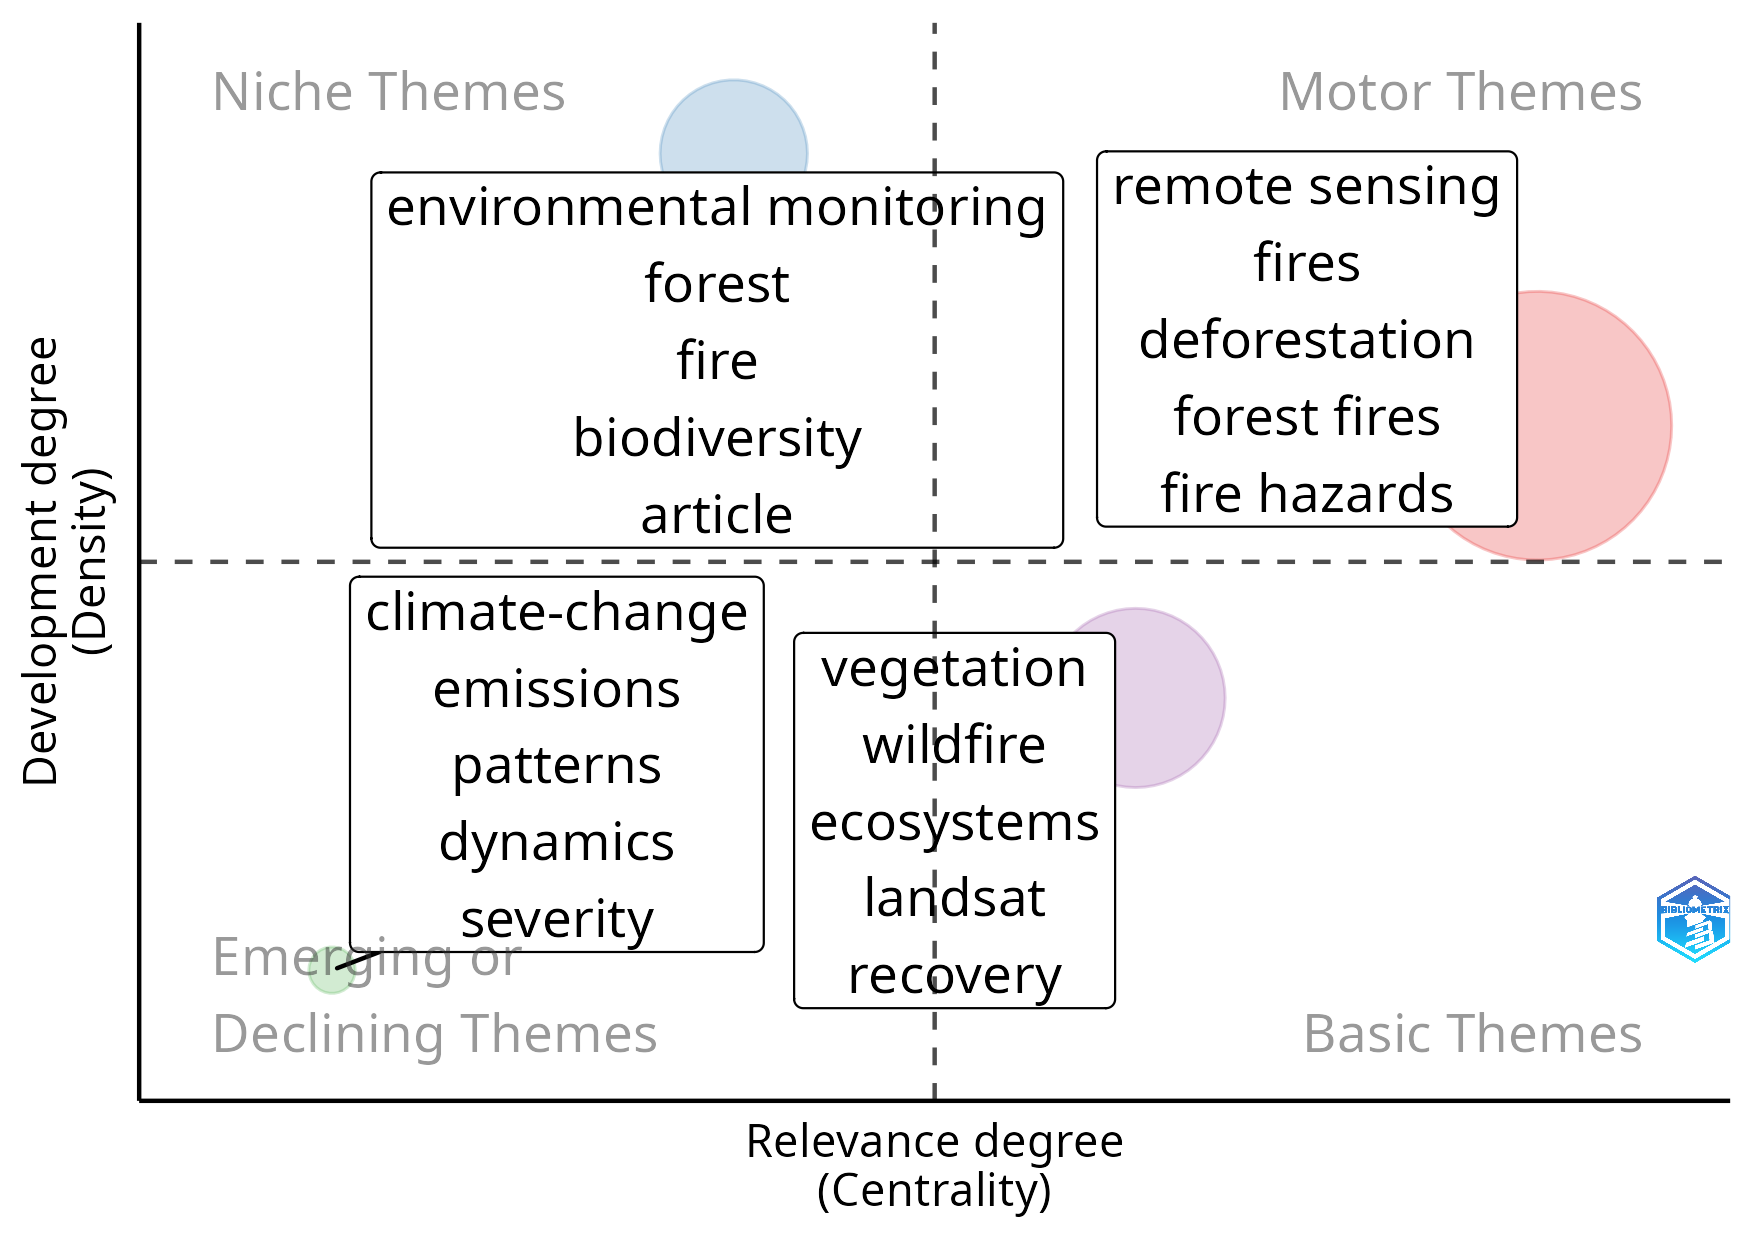 Niche Themes
Motor Themes
environmental monitoring
forest
fire
biodiversity
article
remote sensing
fires
deforestation
forest fires
fire hazards
climate-change
emissions
patterns
dynamics
severity
vegetation
wildfire
ecosystems
landsat
recovery
Emerging or
Declining Themes
Basic Themes
BIBLIOMETRIX
Development degree
(Density)
Relevance degree
(Centrality)